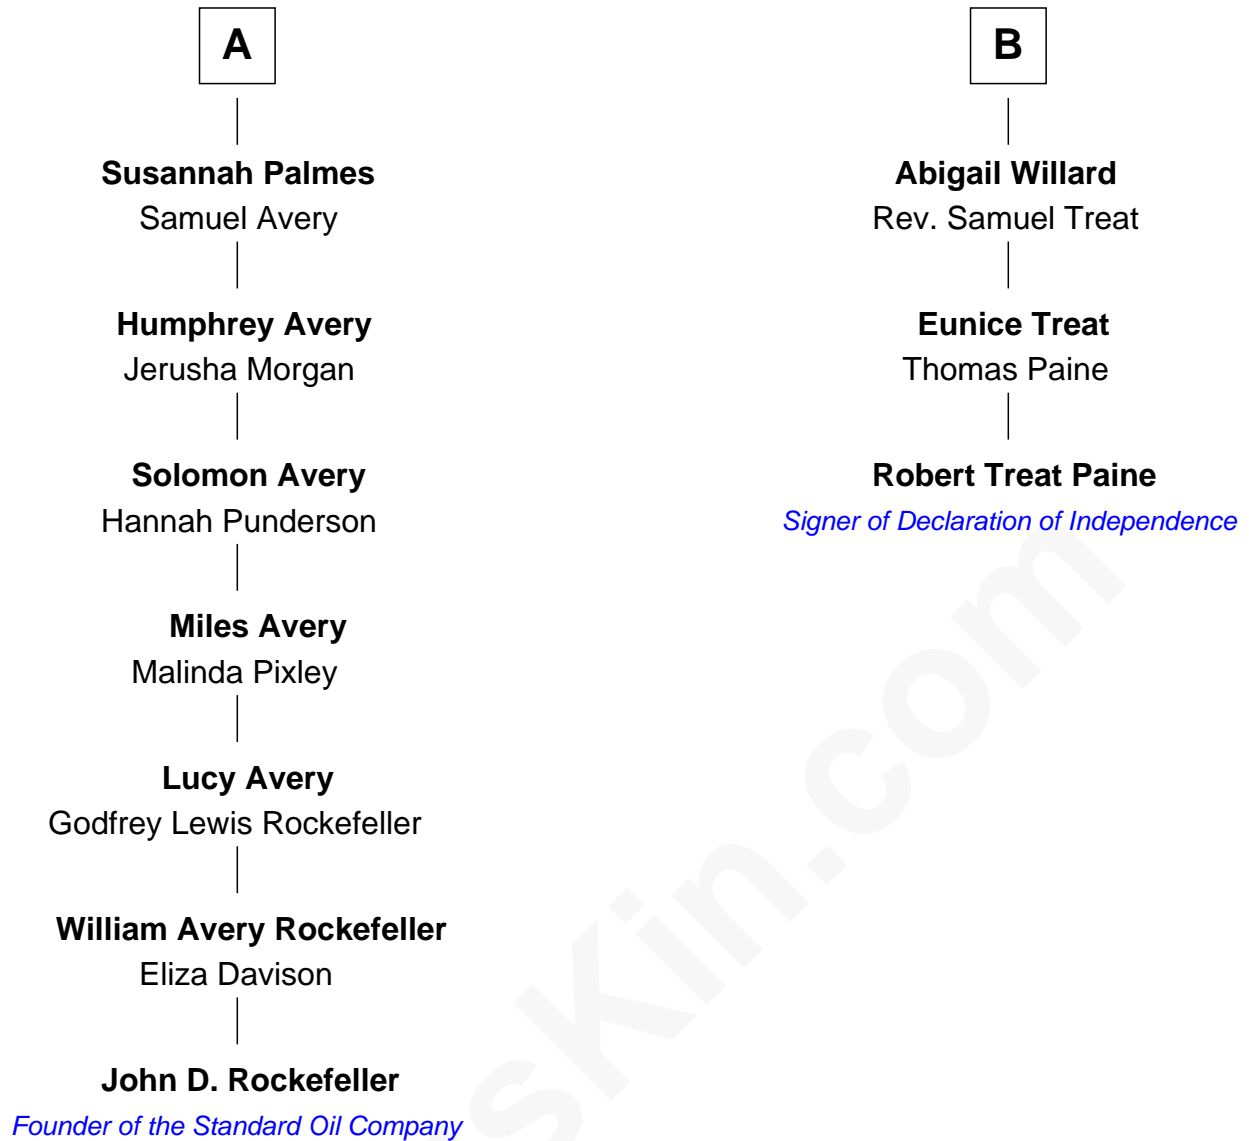 A
Susannah Palmes
Samuel Avery
Humphrey Avery
Jerusha Morgan
Solomon Avery
Hannah Punderson
Miles Avery
Malinda Pixley
Lucy Avery
Godfrey Lewis Rockefeller
William Avery Rockefeller
Eliza Davison
John D. Rockefeller
Founder of the Standard Oil Company
B
Abigail Willard
Rev. Samuel Treat
Eunice Treat
Thomas Paine
Robert Treat Paine
Signer of Declaration of Independence
sKin.com